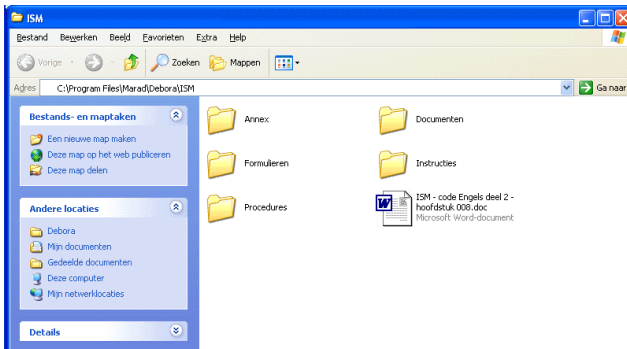 ISM
Bestand Bewerken Beeld Favorieten Extra Help
Vorige Zoeken Mappen
Adres C:\Program Files\Marad\Debora\ISM Ga naar
Bestands- en maptaken
Een nieuwe map maken
Deze map op het web publiceren
Deze map delen
Andere locaties
Debora
Mijn documenten
Gedeelde documenten
Deze computer
Mijn netwerklocaties
Details
Annex
Documenten
Formulieren
Instructies
Procedures
ISM - code Engels deel 2 -
hoofdstuk 008.doc
Microsoft Word-document